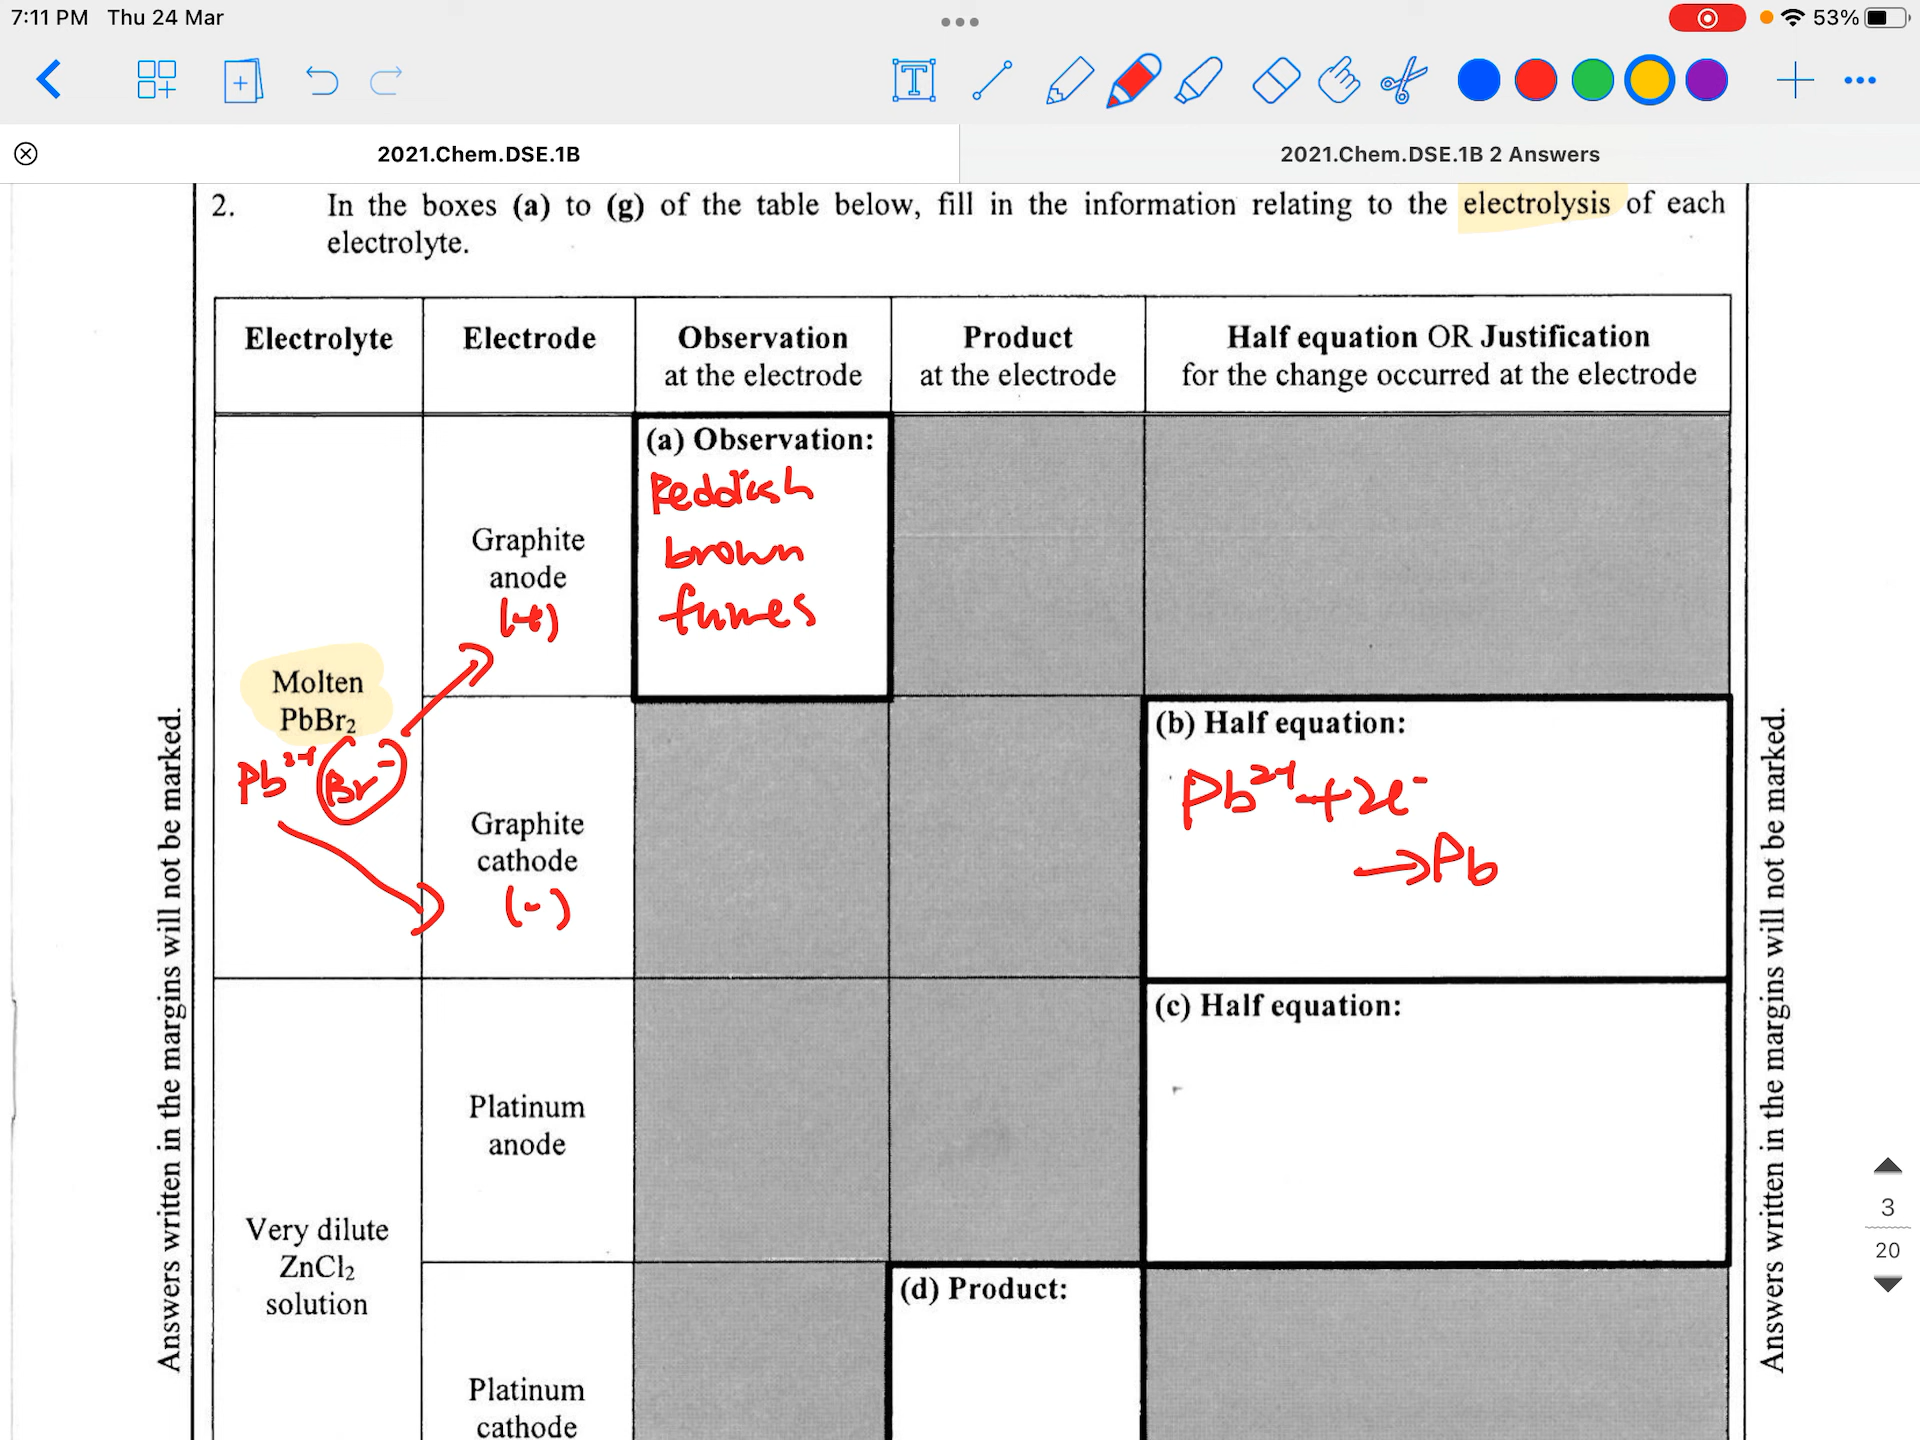 7:11 PM Thu 24 Mar
53%
2021.Chem.DSE.1B
2021.Chem.DSE.1B 2 Answers
2. In the boxes (a) to (g) of the table below, fill in the information relating to the electrolysis of each
electrolyte.
Electrolyte
Electrode
Observation
at the electrode
Product
at the electrode
Half equation OR Justification
for the change occurred at the electrode
Molten
PbBr₂
Pb²⁺ Br⁻
Graphite
anode
(+)
(a) Observation:
Reddish
brown
fumes
Graphite
cathode
(-)
(b) Half equation:
Pb²⁺ + 2e⁻
→ Pb
Very dilute
ZnCl₂
solution
Platinum
anode
(c) Half equation:
Platinum
cathode
(d) Product:
Answers written in the margins will not be marked.
Answers written in the margins will not be marked.
3
20